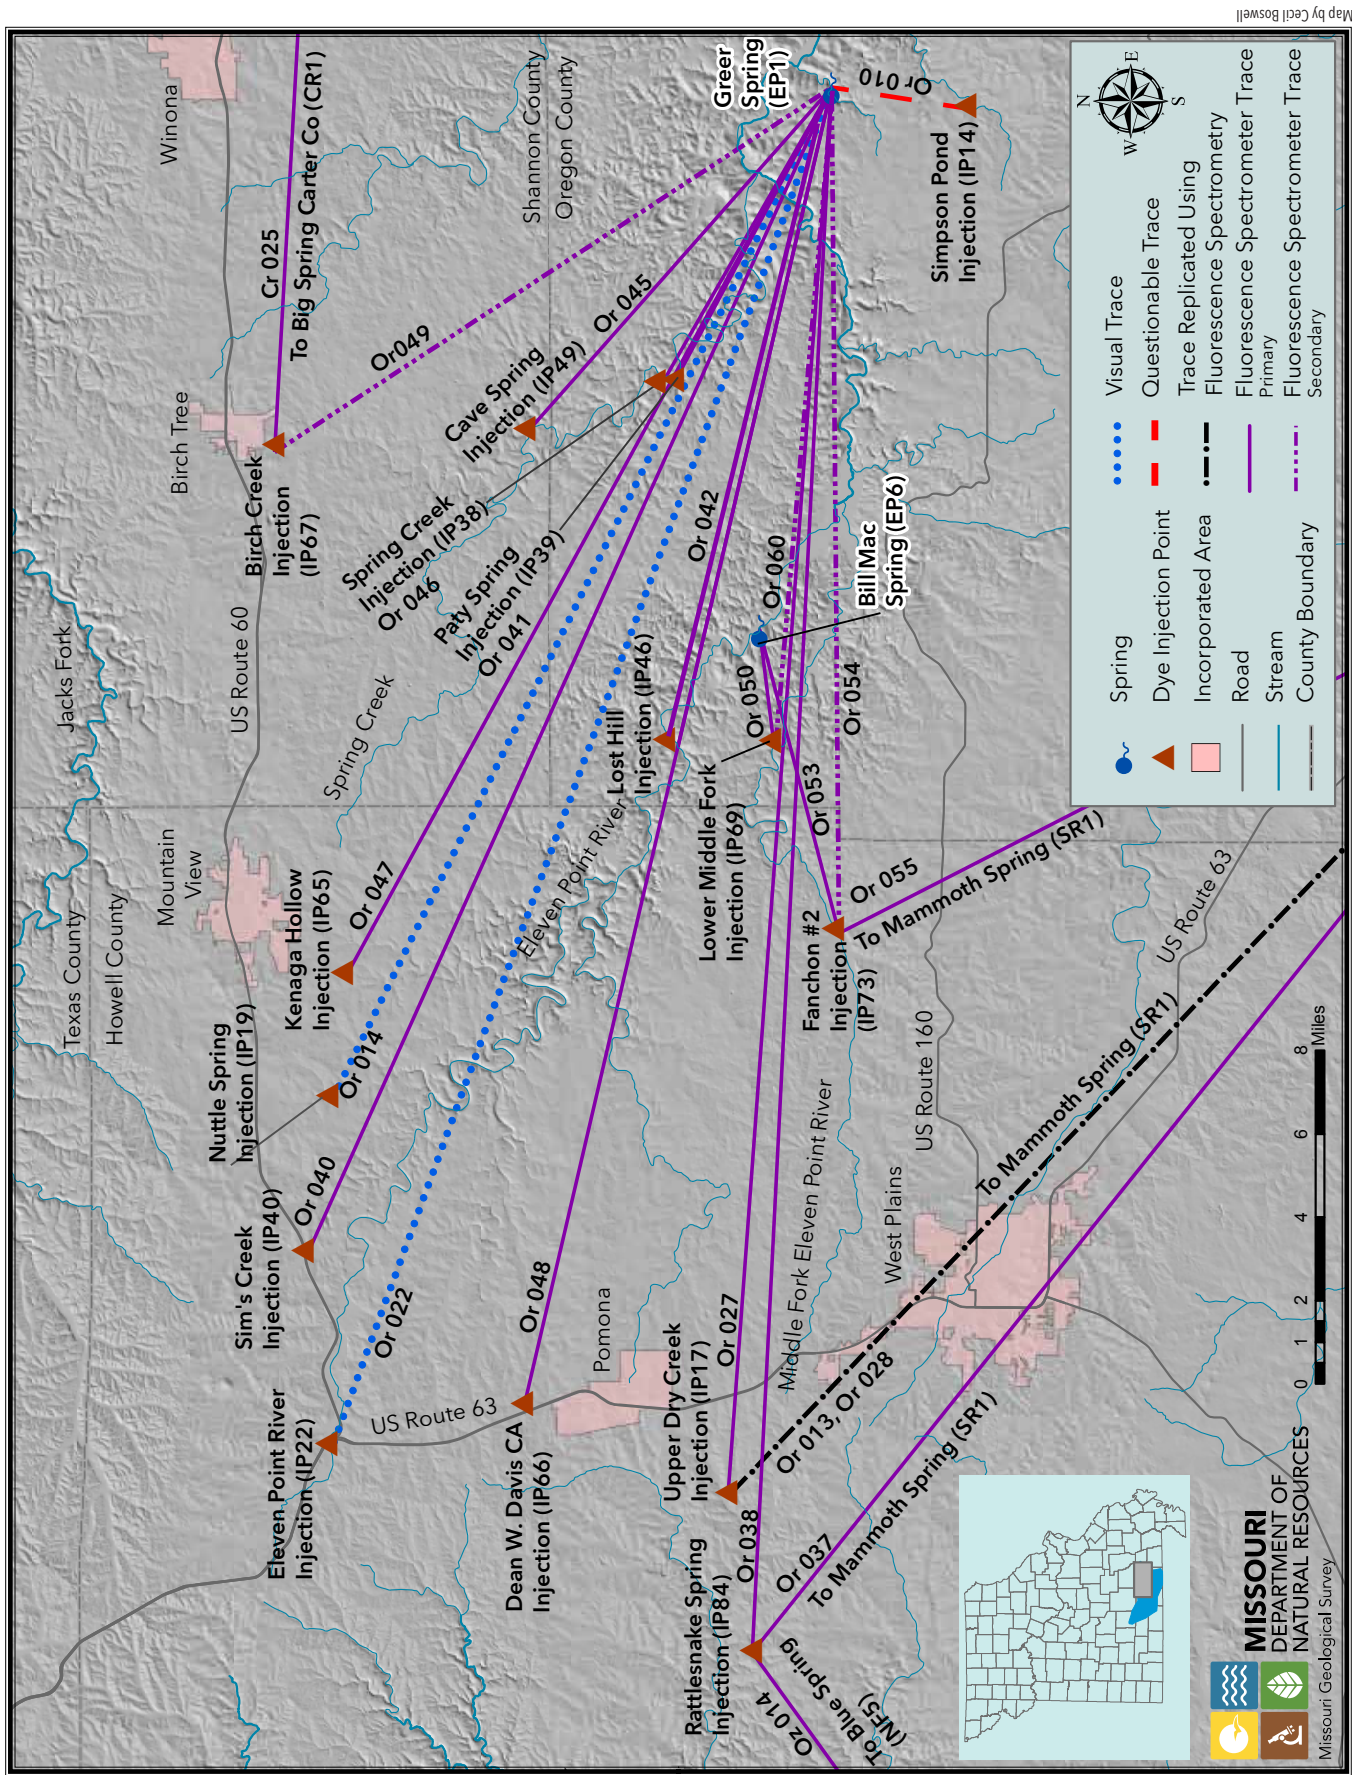 Map by Cecil Boswell
Winona
Cr 025
To Big Spring Carter Co (CR1)
Shannon County
Oregon County
Greer
Spring
(EP1)
Or 010
Simpson Pond
Injection (IP14)
Birch Tree
Birch Creek
Injection
(IP67)
Or049
Or 045
Cave Spring
Injection (IP49)
Spring Creek
Injection (IP38)
Or 046
Paty Spring
Injection (IP39)
Or 041
Or 042
Or 060
Bill Mac
Spring (EP6)
Jacks Fork
US Route 60
Spring Creek
Lost Hill
Injection (IP46)
Or 050
Or 054
Or 053
Lower Middle Fork
Injection (IP69)
Eleven Point River
Mountain
View
Texas County
Howell County
Kenaga Hollow
Injection (IP65)
Or 047
Nuttle Spring
Injection (IP19)
Or 014
Sim's Creek
Injection (IP40)
Or 040
Fanchon #2
Injection
(IP73)
Or 055
To Mammoth Spring (SR1)
US Route 63
US Route 160
Middle Fork Eleven Point River
West Plains
To Mammoth Spring (SR1)
Eleven Point River
Injection (IP22)
Or 022
US Route 63
Dean W. Davis CA
Injection (IP66)
Or 048
Pomona
Upper Dry Creek
Injection (IP17)
Or 027
Or 013, Or 028
Rattlesnake Spring
Injection (IP84)
Or 038
Or 037
To Mammoth Spring (SR1)
Oz 014
To Blue Spring
(NF5)
Spring
Dye Injection Point
Incorporated Area
Road
Stream
County Boundary
Visual Trace
Questionable Trace
Trace Replicated Using
Fluorescence Spectrometry
Fluorescence Spectrometer Trace
Primary
Fluorescence Spectrometer Trace
Secondary
N
E
S
W
0 1 2 4 6 8
Miles
MISSOURI
DEPARTMENT OF
NATURAL RESOURCES
Missouri Geological Survey